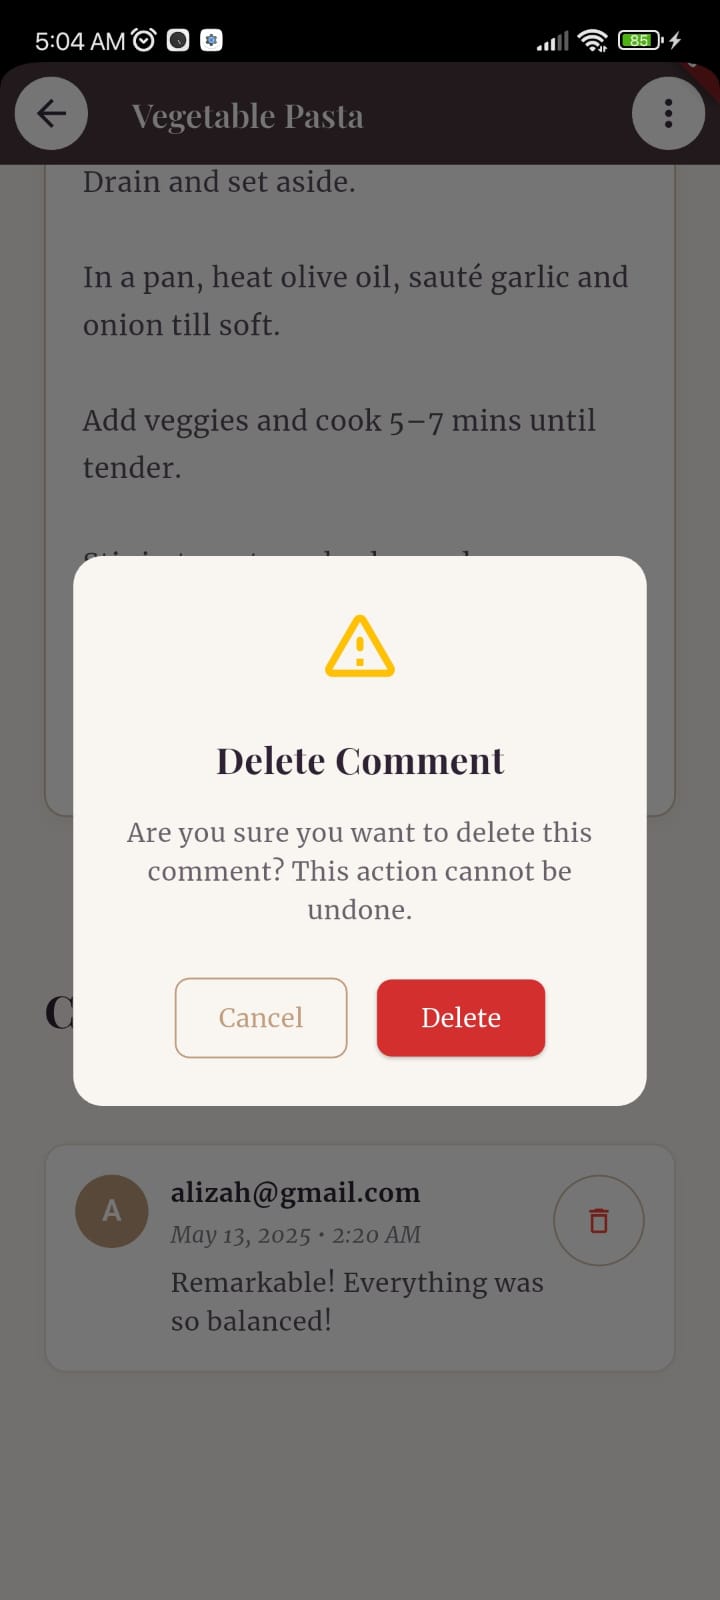 5:04 AM
85
Vegetable Pasta
Drain and set aside.
In a pan, heat olive oil, sauté garlic and
onion till soft.
Add veggies and cook 5–7 mins until
tender.
Delete Comment
Are you sure you want to delete this
comment? This action cannot be
undone.
Cancel
Delete
A
alizah@gmail.com
May 13, 2025 • 2:20 AM
Remarkable! Everything was
so balanced!